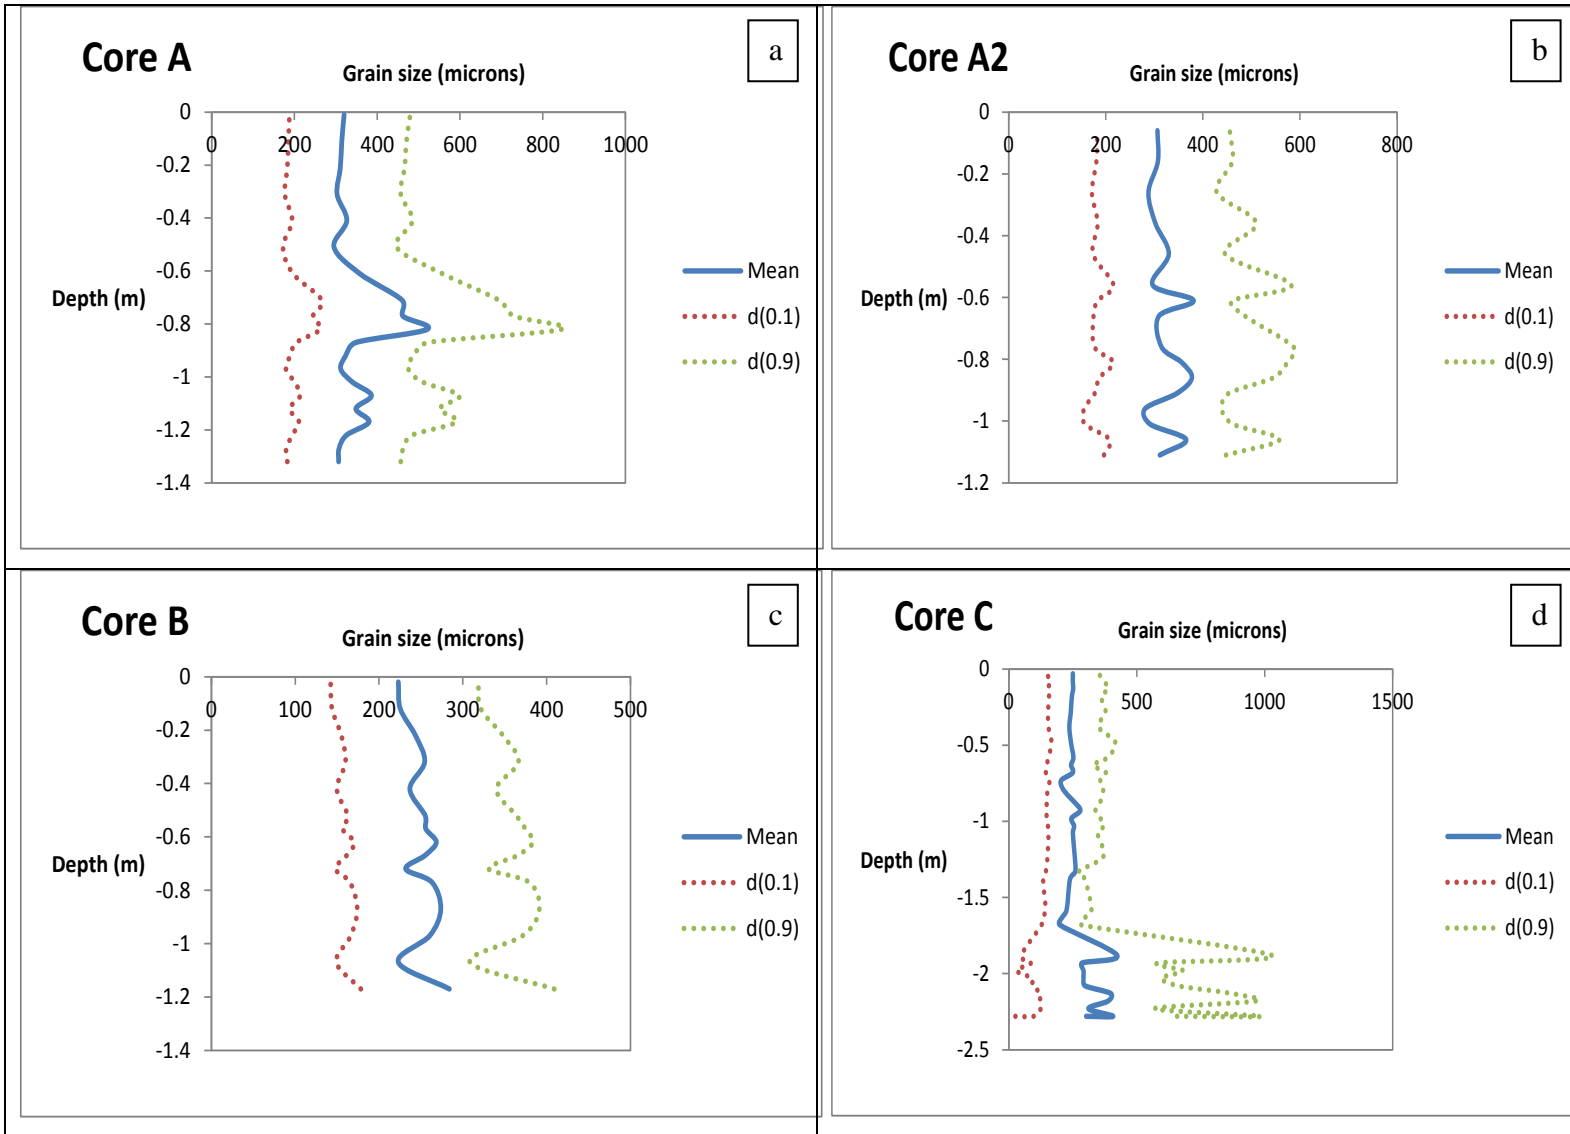 Core A
a
Grain size (microns)
0
0 200 400 600 800 1000
-0.2
-0.4
-0.6
Depth (m)
-0.8
-1
-1.2
-1.4
Mean
d(0.1)
d(0.9)
Core A2
b
Grain size (microns)
0
0 200 400 600 800
-0.2
-0.4
-0.6
Depth (m)
-0.8
-1
-1.2
Mean
d(0.1)
d(0.9)
Core B
c
Grain size (microns)
0
0 100 200 300 400 500
-0.2
-0.4
-0.6
Depth (m)
-0.8
-1
-1.2
-1.4
Mean
d(0.1)
d(0.9)
Core C
d
Grain size (microns)
0
0 500 1000 1500
-0.5
-1
Depth (m)
-1.5
-2
-2.5
Mean
d(0.1)
d(0.9)